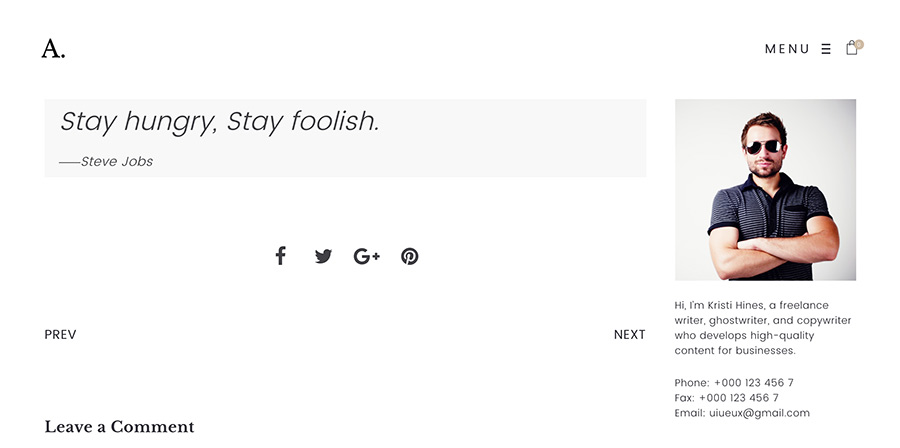 A.
MENU
0
Stay hungry, Stay foolish.
——Steve Jobs
PREV
NEXT
Leave a Comment
Hi, I'm Kristi Hines, a freelance
writer, ghostwriter, and copywriter
who develops high-quality
content for businesses.
Phone: +000 123 456 7
Fax: +000 123 456 7
Email: uiueux@gmail.com